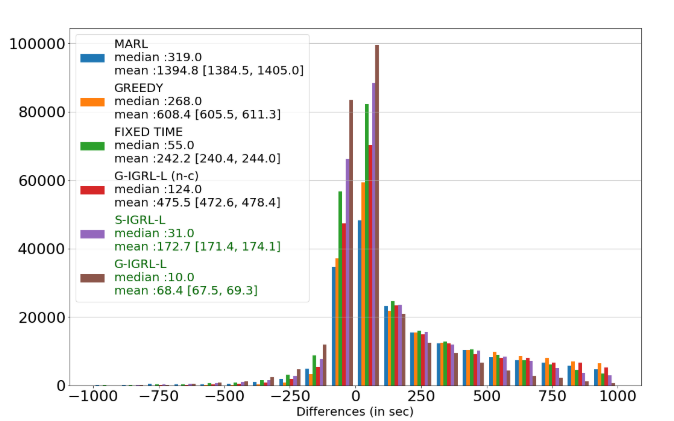 MARL
median :319.0
mean :1394.8 [1384.5, 1405.0]
GREEDY
median :268.0
mean :608.4 [605.5, 611.3]
FIXED TIME
median :55.0
mean :242.2 [240.4, 244.0]
G-IGRL-L (n-c)
median :124.0
mean :475.5 [472.6, 478.4]
S-IGRL-L
median :31.0
mean :172.7 [171.4, 174.1]
G-IGRL-L
median :10.0
mean :68.4 [67.5, 69.3]
100000
80000
60000
40000
20000
0
−1000 −750 −500 −250 0 250 500 750 1000
Differences (in sec)